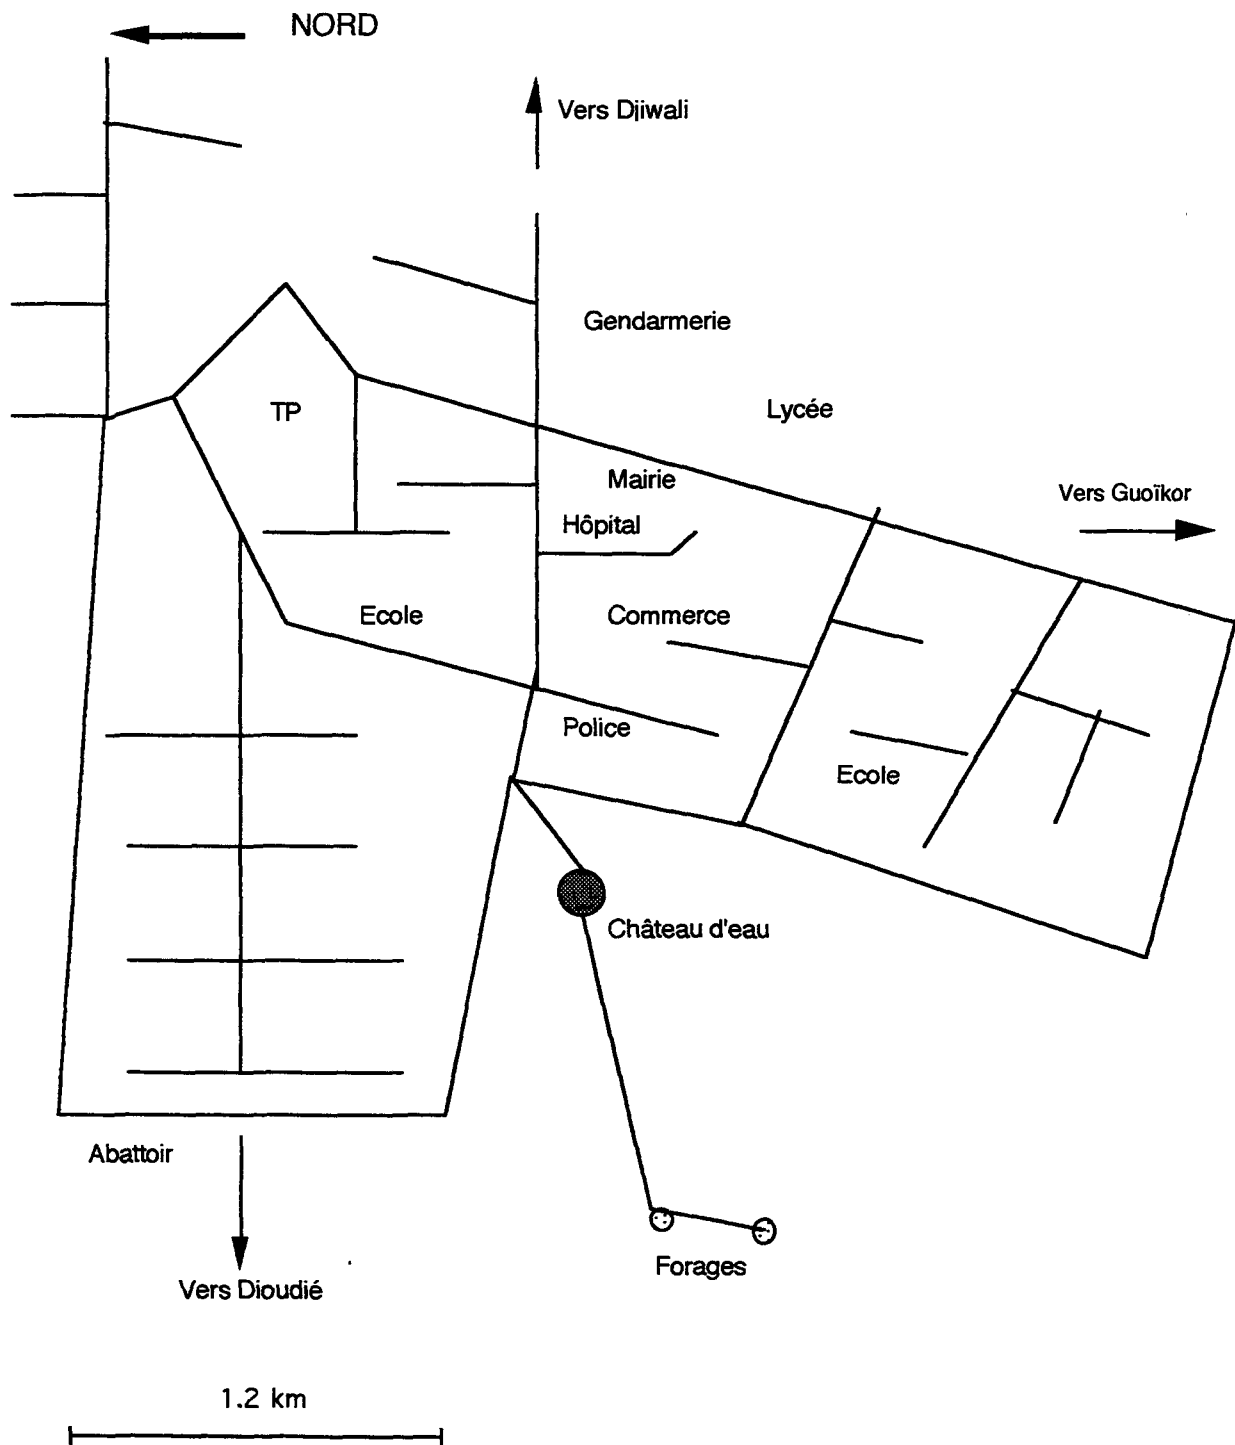 NORD
Vers Djiwali
Gendarmerie
Lycée
TP
Mairie
Vers Guoïkor
Hôpital
Ecole
Commerce
Police
Ecole
Château d'eau
Abattoir
Forages
Vers Dioudié
1.2 km